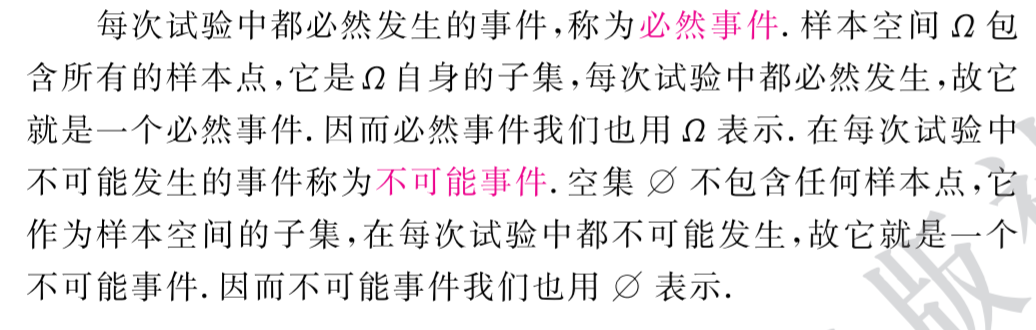 每次试验中都必然发生的事件,称为必然事件. 样本空间 Ω 包
含所有的样本点,它是Ω自身的子集,每次试验中都必然发生,故它
就是一个必然事件. 因而必然事件我们也用 Ω 表示. 在每次试验中
不可能发生的事件称为不可能事件. 空集 ∅ 不包含任何样本点,它
作为样本空间的子集,在每次试验中都不可能发生,故它就是一个
不可能事件. 因而不可能事件我们也用 ∅ 表示.
版